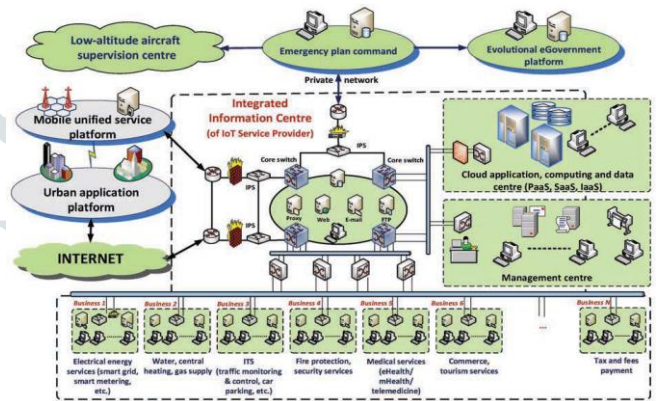 Low-altitude aircraft
supervision centre
Emergency plan command
Evolutional eGovernment
platform
Private network
Mobile unified service
platform
Integrated
Information Centre
(of IoT Service Provider)
IPS
Core switch
Core switch
Cloud application, computing and data
centre (PaaS, SaaS, IaaS)
Urban application
platform
IPS
Proxy
Web
E-mail
FTP
IPS
INTERNET
Management centre
Business 1
Business 2
Business 3
Business 4
Business 5
Business 6
Business N
Electrical energy
services (smart grid,
smart metering,
etc.)
Water, central
heating, gas supply
ITS
(traffic monitoring
& control, car
parking, etc.)
Fire protection,
security services
Medical services
(eHealth/
mHealth/
telemedicine)
Commerce,
tourism services
Tax and fees
payment